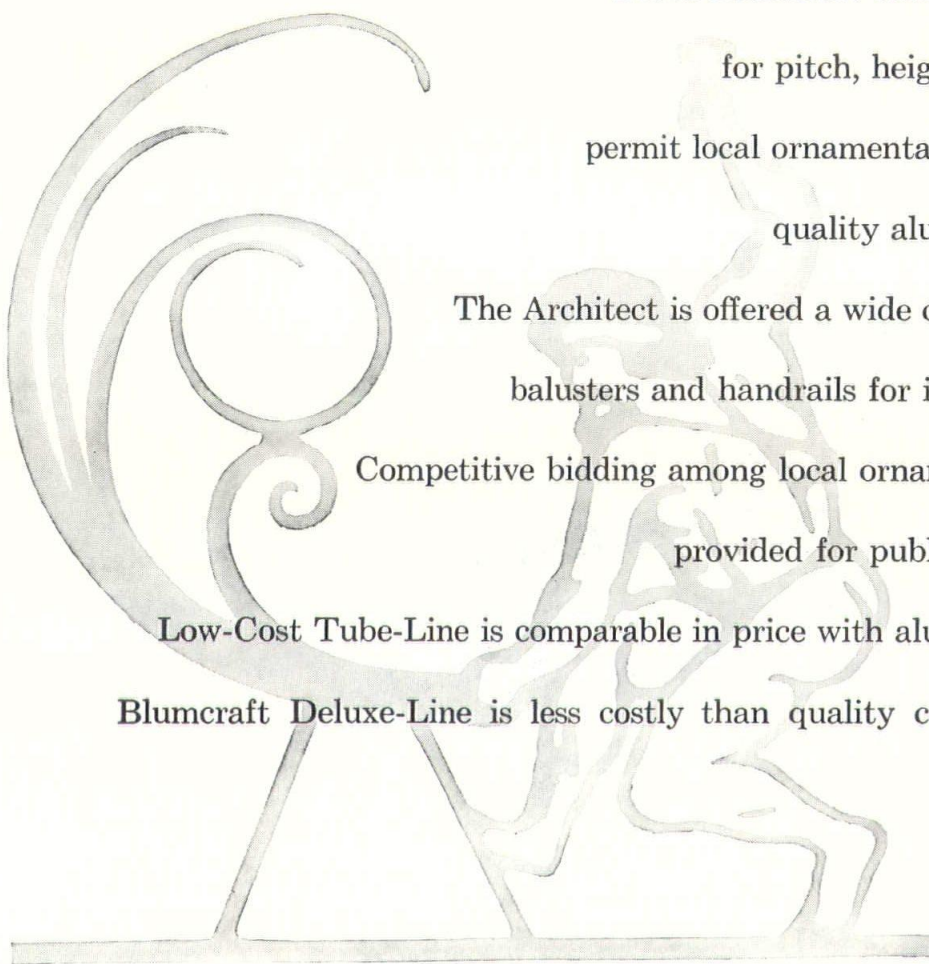 for pitch, heig
permit local ornamenta
quality alu
The Architect is offered a wide
balusters and handrails for i
Competitive bidding among local ornar
provided for publ
Low-Cost Tube-Line is comparable in price with alu
Blumcraft Deluxe-Line is less costly than quality c